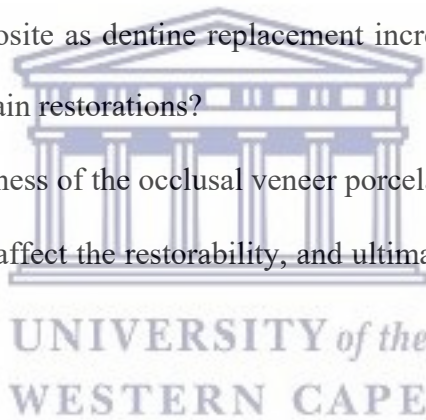 osite as dentine replacement incre
ain restorations?
ness of the occlusal veneer porcela
affect the restorability, and ultima
UNIVERSITY of the
WESTERN CAPE